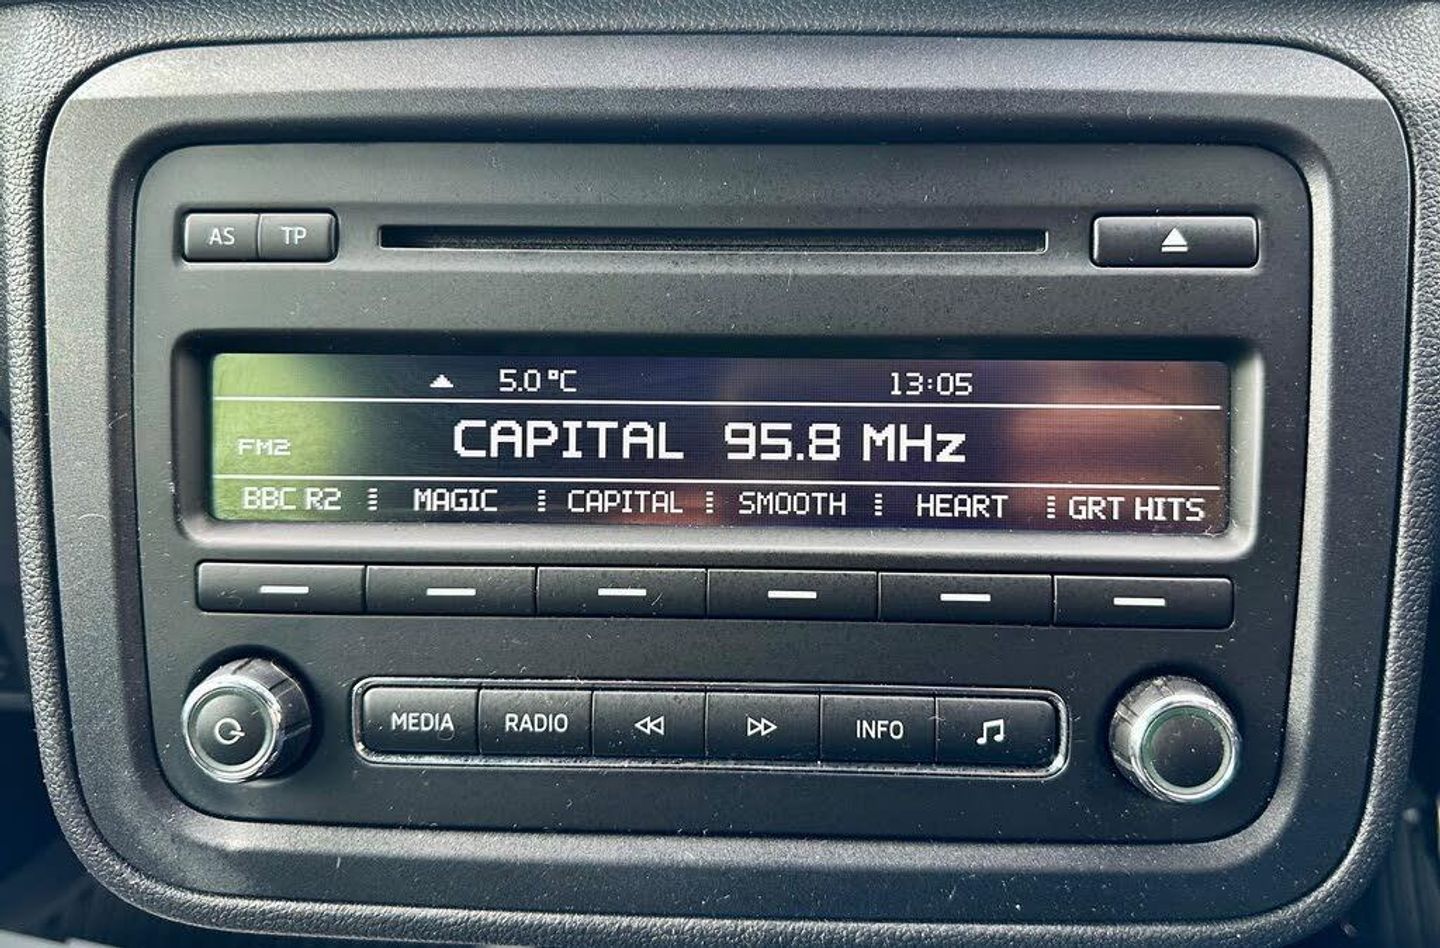 AS TP
5.0°C 13:05
FM2 CAPITAL 95.8 MHz
BBC R2 MAGIC CAPITAL SMOOTH HEART GRT HITS
MEDIA RADIO INFO